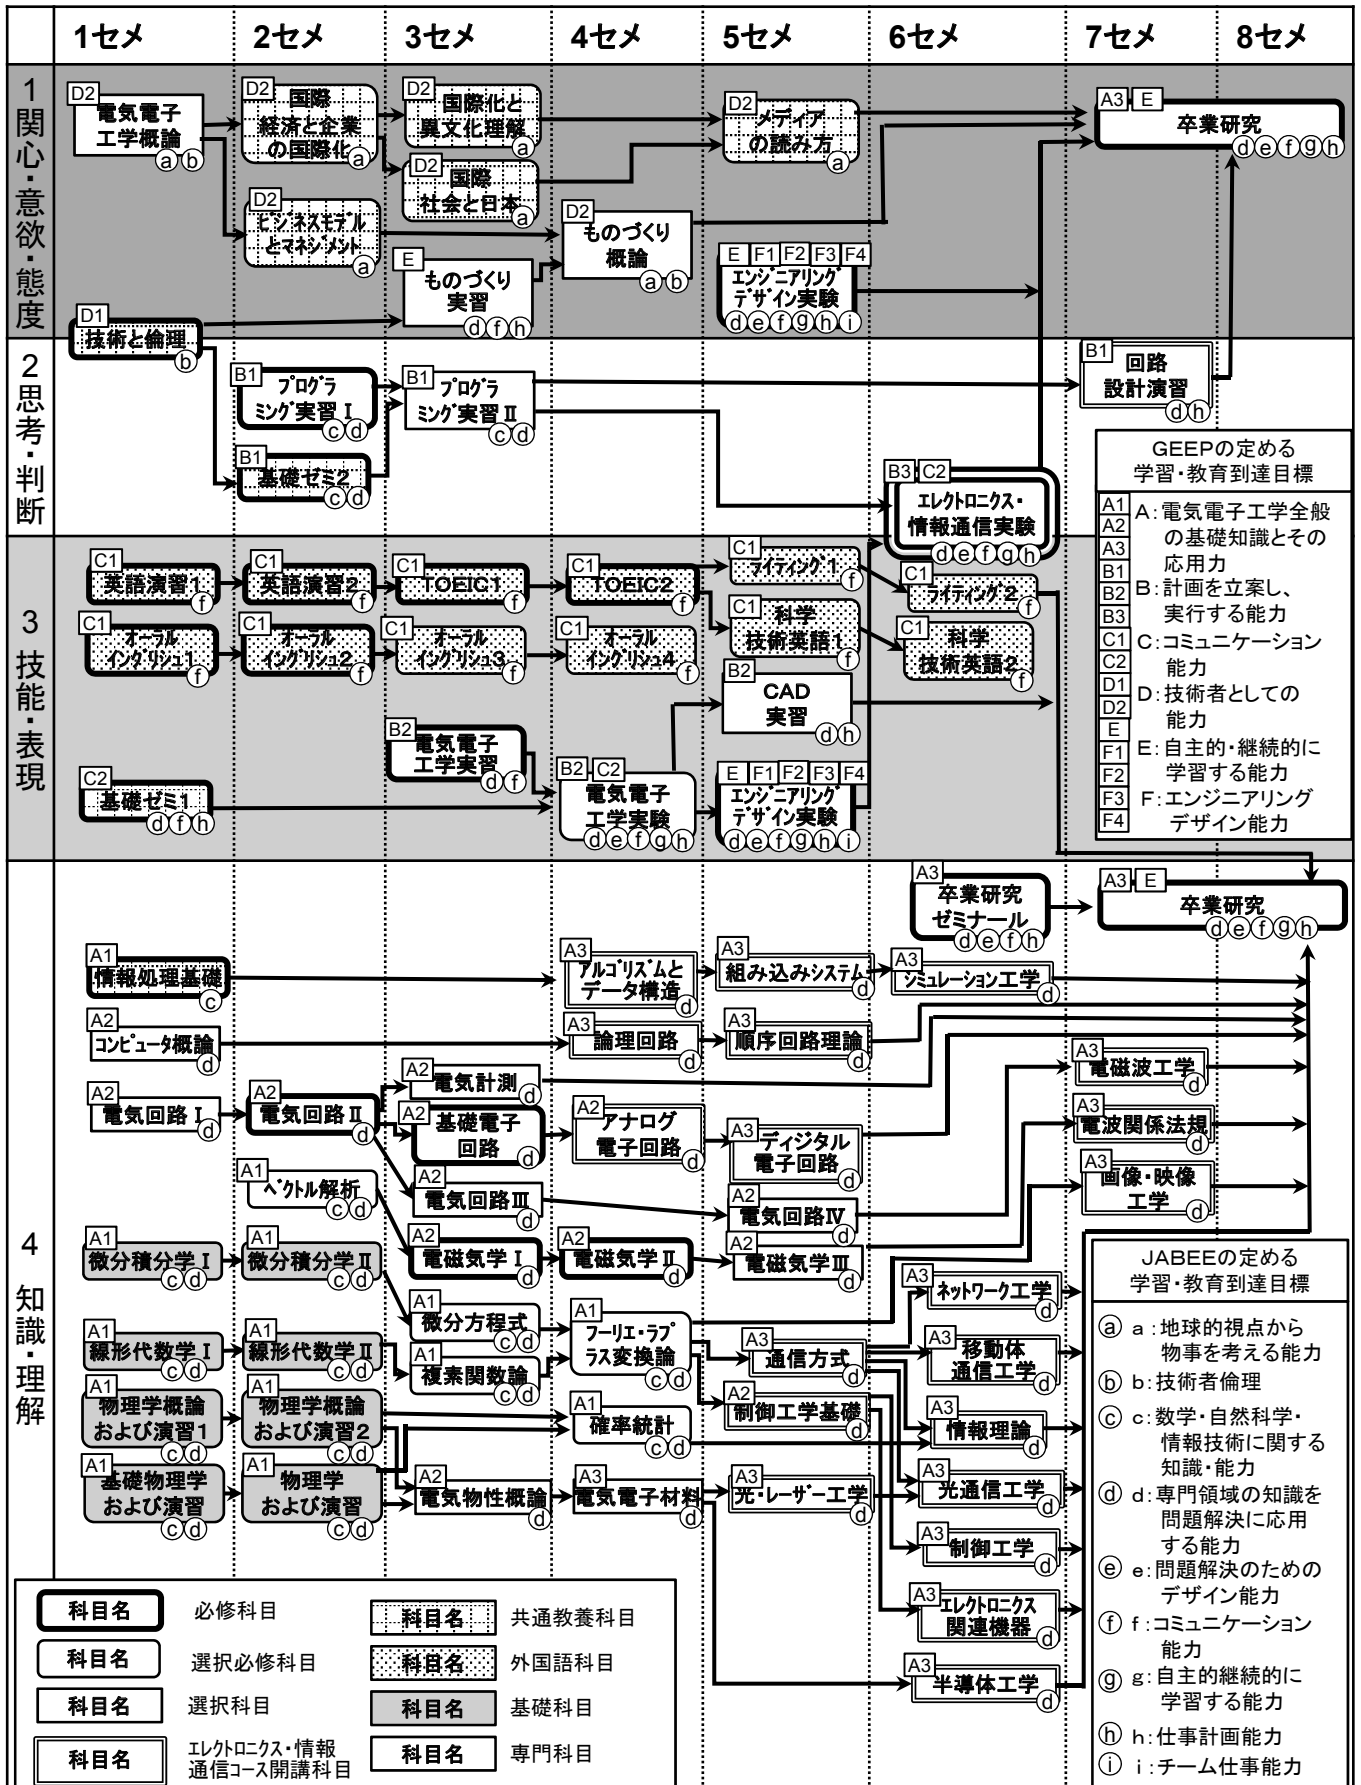 1セメ 2セメ 3セメ 4セメ 5セメ 6セメ 7セメ 8セメ
1 関心・意欲・態度
D2
電気電子
工学概論
a b
D2
国際
経済と企業
の国際化
a
D2
国際化と
異文化理解
a
D2
国際
社会と日本
a
D2
メディア
の読み方
a
A3 E
卒業研究
d e f g h
D2
ビジネスモデル
とマネジメント
a
E
ものづくり
実習
d f h
D2
ものづくり
概論
a b
E F1 F2 F3 F4
エンジニアリング
デザイン実験
d e f g h i
D1
技術と倫理
b
2 思考・判断
B1
プログラ
ミング実習Ⅰ
c d
B1
プログラ
ミング実習Ⅱ
c d
B1
回路
設計演習
d h
B1
基礎ゼミ2
c d
B3 C2
エレクトロニクス・
情報通信実験
d e f g h
3 技能・表現
C1
英語演習1
f
C1
英語演習2
f
C1
TOEIC1
f
C1
TOEIC2
f
C1
ライティング1
f
C1
ライティング2
f
C1
オーラル
イングリシュ1
f
C1
オーラル
イングリシュ2
f
C1
オーラル
イングリシュ3
f
C1
オーラル
イングリシュ4
f
C1
科学
技術英語1
f
C1
科学
技術英語2
f
B2
CAD
実習
d h
B2
電気電子
工学実習
d f
C2
基礎ゼミ1
d f h
B2 C2
電気電子
工学実験
d e f g h
E F1 F2 F3 F4
エンジニアリング
デザイン実験
d e f g h i
GEEPの定める
学習・教育到達目標
A1
A2
A3
B1
B2
B3
C1
C2
D1
D2
E
F1
F2
F3
F4
A:電気電子工学全般
の基礎知識とその
応用力
B:計画を立案し、
実行する能力
C:コミュニケーション
能力
D:技術者としての
能力
E:自主的・継続的に
学習する能力
F:エンジニアリング
デザイン能力
4 知識・理解
A3
卒業研究
ゼミナール
d e f h
A3 E
卒業研究
d e f g h
A1
情報処理基礎
c
A3
アルゴリズムと
データ構造
d
A3
組み込みシステム
d
A3
シミュレーション工学
d
A2
コンピュータ概論
d
A3
論理回路
d
A3
順序回路理論
d
A2
電気回路Ⅰ
d
A2
電気回路Ⅱ
d
A2
電気計測
d
A2
基礎電子
回路
d
A2
アナログ
電子回路
d
A3
ディジタル
電子回路
d
A3
電磁波工学
d
A3
電波関係法規
d
A3
画像・映像
工学
d
A1
ベクトル解析
c d
A2
電気回路Ⅲ
d
A2
電気回路Ⅳ
d
A1
微分積分学Ⅰ
c d
A1
微分積分学Ⅱ
c d
A2
電磁気学Ⅰ
d
A2
電磁気学Ⅱ
d
A2
電磁気学Ⅲ
d
A3
ネットワーク工学
d
A1
微分方程式
c d
A1
フーリエ・ラプ
ラス変換論
c d
A3
通信方式
d
A3
移動体
通信工学
d
A1
線形代数学Ⅰ
c d
A1
線形代数学Ⅱ
c d
A1
複素関数論
c d
A2
制御工学基礎
d
A3
情報理論
d
A1
物理学概論
および演習1
c d
A1
物理学概論
および演習2
c d
A1
確率統計
c d
A1
基礎物理学
および演習
c d
A1
物理学
および演習
c d
A2
電気物性概論
d
A3
電気電子材料
d
A3
光・レーザー工学
d
A3
光通信工学
d
A3
制御工学
d
A3
エレクトロニクス
関連機器
d
A3
半導体工学
d
JABEEの定める
学習・教育到達目標
a a:地球的視点から
物事を考える能力
b b:技術者倫理
c c:数学・自然科学・
情報技術に関する
知識・能力
d d:専門領域の知識を
問題解決に応用
する能力
e e:問題解決のための
デザイン能力
f f:コミュニケーション
能力
g g:自主的継続的に
学習する能力
h h:仕事計画能力
i i:チーム仕事能力
科目名 必修科目
科目名 選択必修科目
科目名 選択科目
科目名 エレクトロニクス・情報
通信コース開講科目
科目名 共通教養科目
科目名 外国語科目
科目名 基礎科目
科目名 専門科目